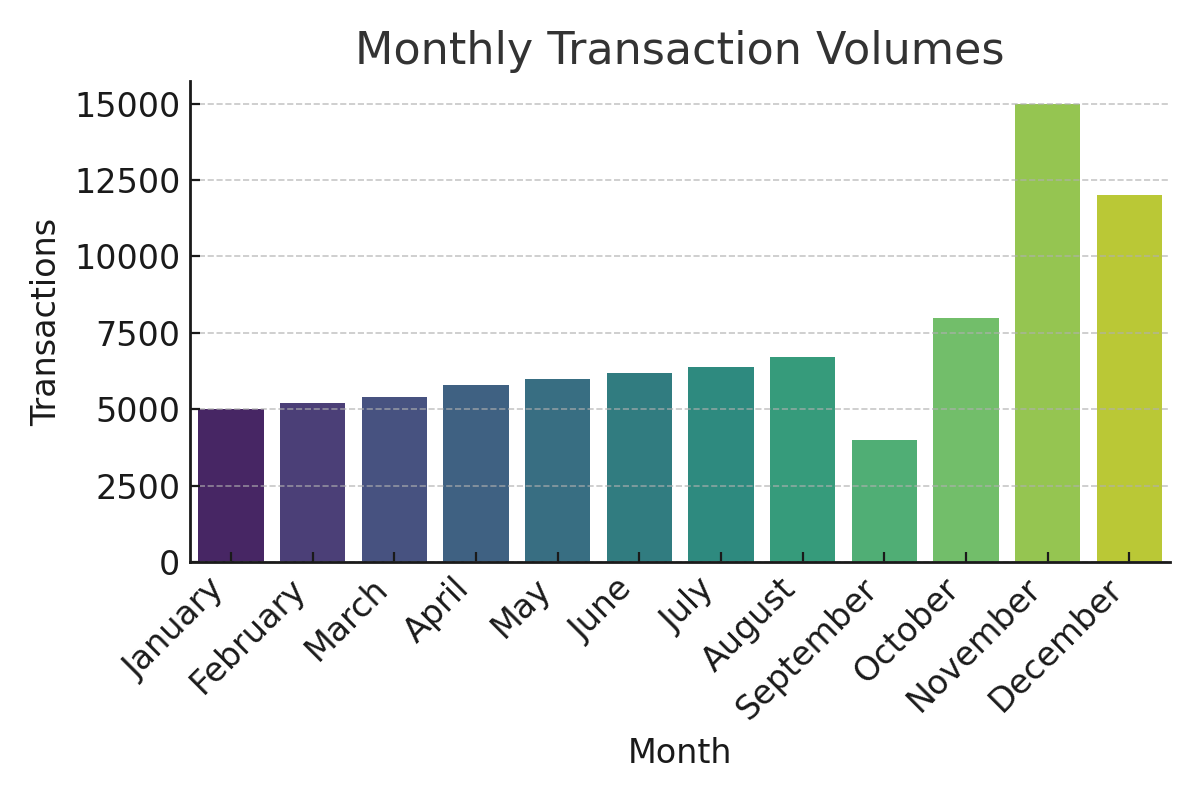 Monthly Transaction Volumes
15000
12500
10000
7500
5000
2500
0
Transactions
January
February
March
April
May
June
July
August
September
October
November
December
Month